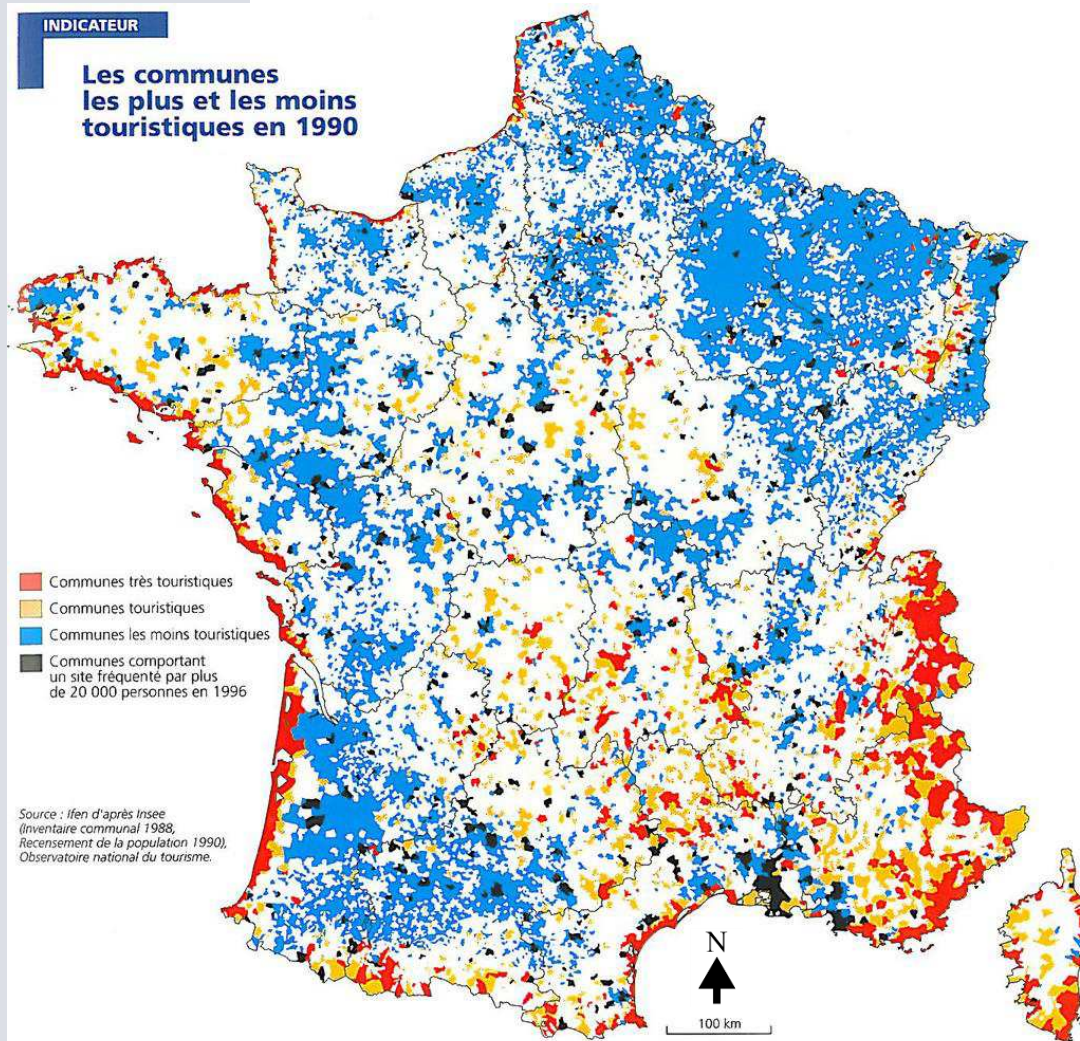 INDICATEUR
Les communes
les plus et les moins
touristiques en 1990
Communes très touristiques
Communes touristiques
Communes les moins touristiques
Communes comportant
un site fréquenté par plus
de 20 000 personnes en 1996
Source : Ifen d'après Insee
(Inventaire communal 1988,
Recensement de la population 1990),
Observatoire national du tourisme.
N
100 km